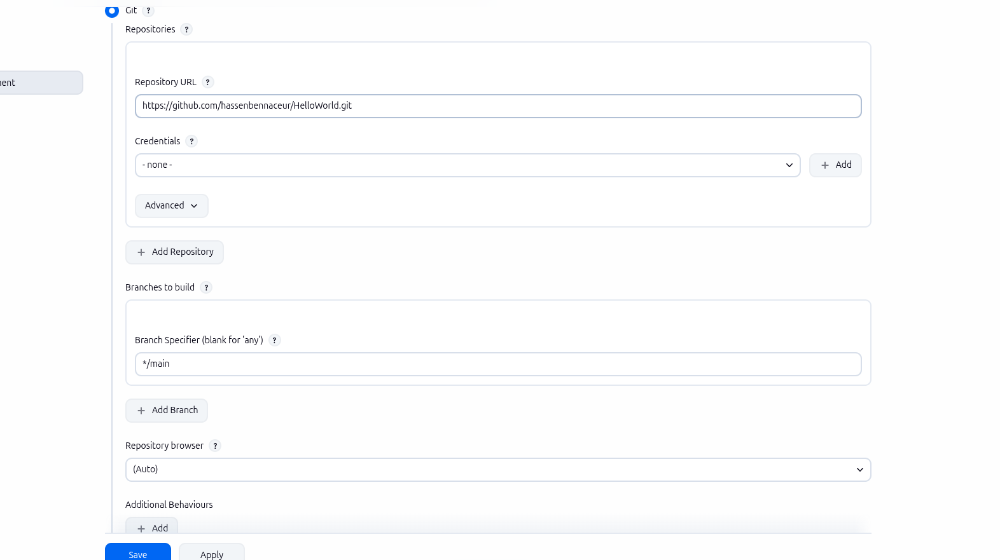 Git ?
Repositories ?
Repository URL ?
https://github.com/hassenbennaceur/HelloWorld.git
Credentials ?
- none -
Add
Advanced
Add Repository
Branches to build ?
Branch Specifier (blank for 'any') ?
*/main
Add Branch
Repository browser ?
(Auto)
Additional Behaviours
Add
Save Apply